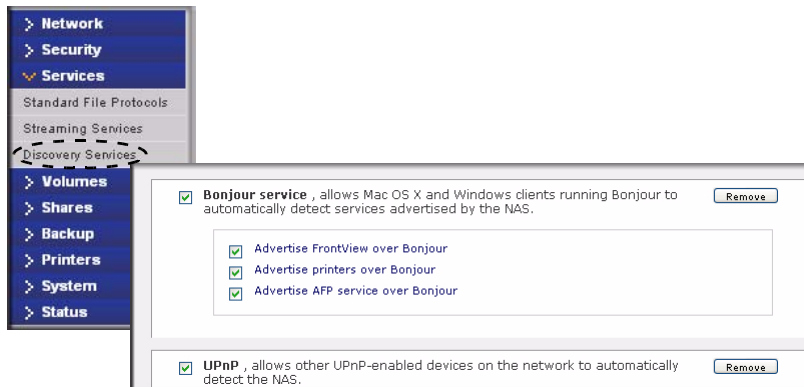 Network
Security
Services
Standard File Protocols
Streaming Services
Discovery Services
Volumes
Shares
Backup
Printers
System
Status
Bonjour service , allows Mac OS X and Windows clients running Bonjour to
automatically detect services advertised by the NAS.
Remove
Advertise FrontView over Bonjour
Advertise printers over Bonjour
Advertise AFP service over Bonjour
UPnP , allows other UPnP-enabled devices on the network to automatically
detect the NAS.
Remove